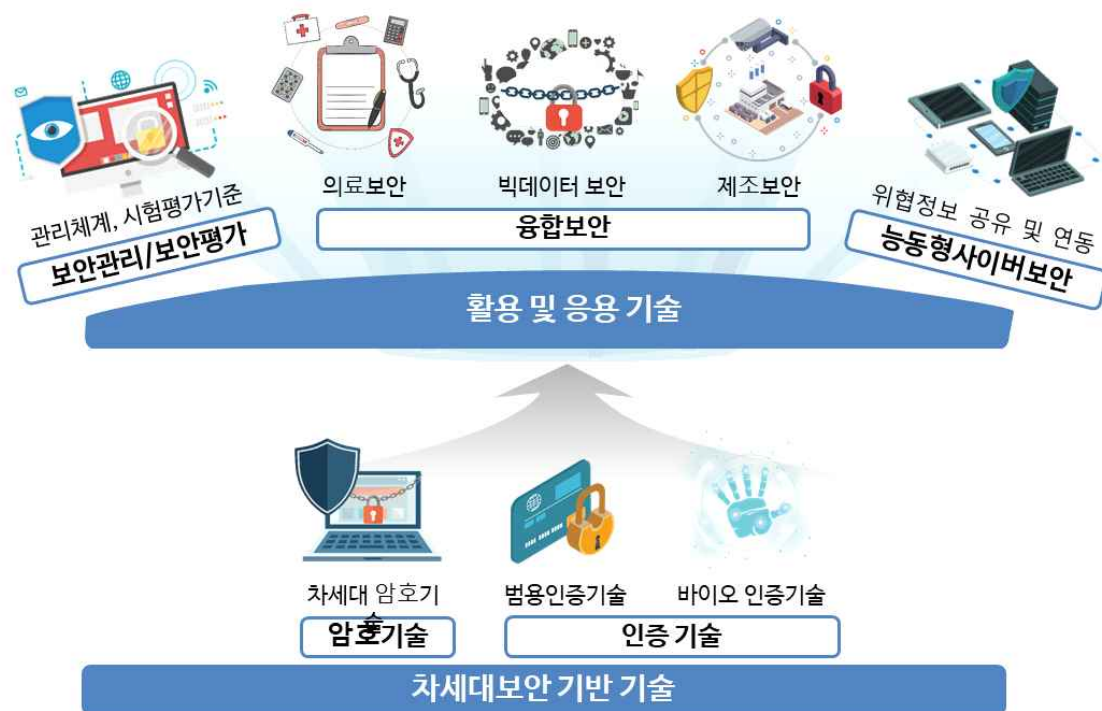 의료보안
빅데이터 보안
제조보안
관리체계, 시험평가기준
보안관리/보안평가
융합보안
위협정보 공유 및 연동
능동형사이버보안
활용 및 응용 기술
차세대 암호기
술
암호기술
범용인증기술
바이오 인증기술
인증 기술
차세대보안 기반 기술